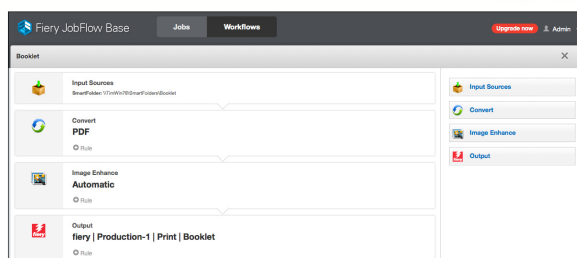 Fiery JobFlow Base
Jobs
Workflows
Upgrade now
Admin
Booklet
Input Sources
SmartFolder: \\TimWin7\SmartFolders\Booklet
Convert
PDF
Rule
Image Enhance
Automatic
Rule
Output
fiery | Production-1 | Print | Booklet
Rule
Input Sources
Convert
Image Enhance
Output